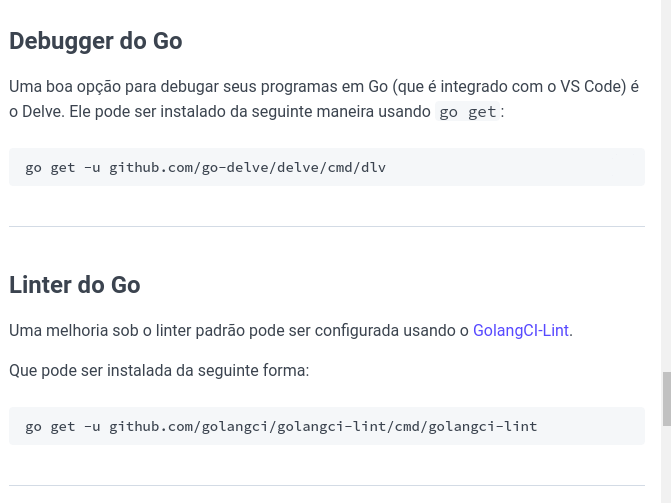 Debugger do Go
Uma boa opção para debugar seus programas em Go (que é integrado com o VS Code) é
o Delve. Ele pode ser instalado da seguinte maneira usando go get:
go get -u github.com/go-delve/delve/cmd/dlv
Linter do Go
Uma melhoria sob o linter padrão pode ser configurada usando o GolangCI-Lint.
Que pode ser instalada da seguinte forma:
go get -u github.com/golangci/golangci-lint/cmd/golangci-lint